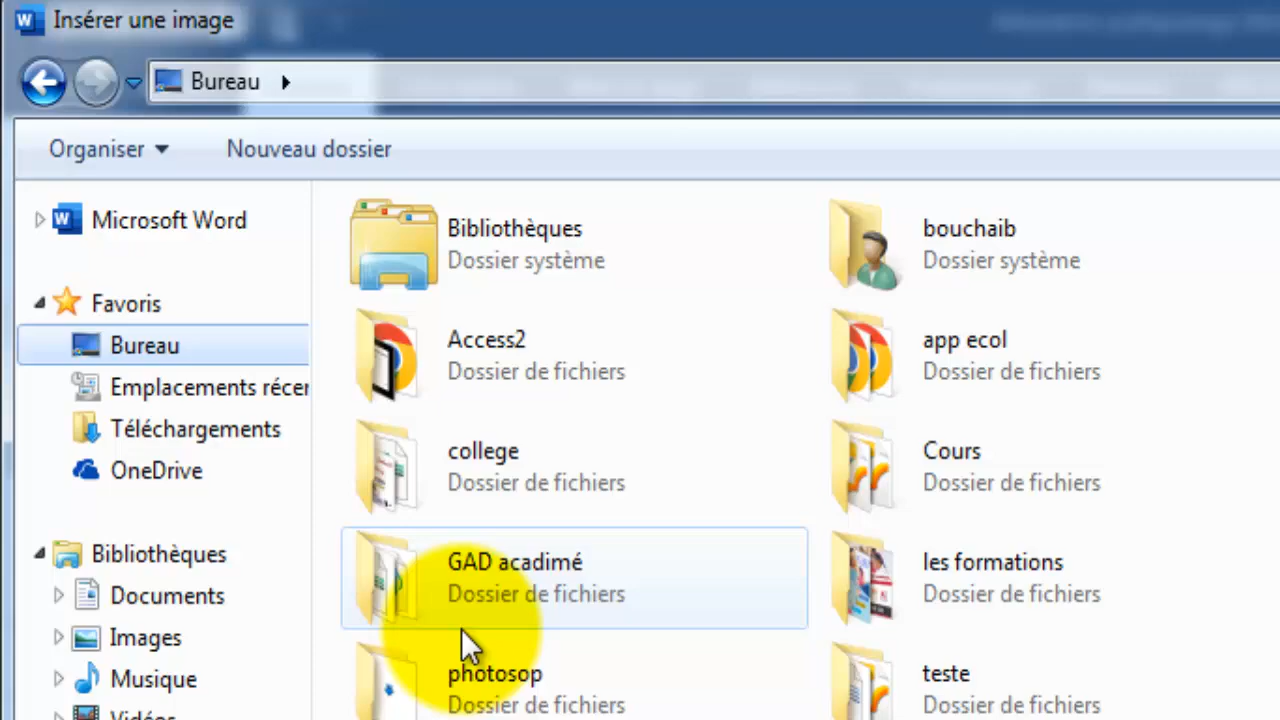 Insérer une image
Bureau
Organiser
Nouveau dossier
Microsoft Word
Favoris
Bureau
Emplacements récer
Téléchargements
OneDrive
Bibliothèques
Documents
Images
Musique
Vidéos
Bibliothèques
Dossier système
bouchaib
Dossier système
Access2
Dossier de fichiers
app ecol
Dossier de fichiers
college
Dossier de fichiers
Cours
Dossier de fichiers
GAD acadimé
Dossier de fichiers
les formations
Dossier de fichiers
photosop
Dossier de fichiers
teste
Dossier de fichiers